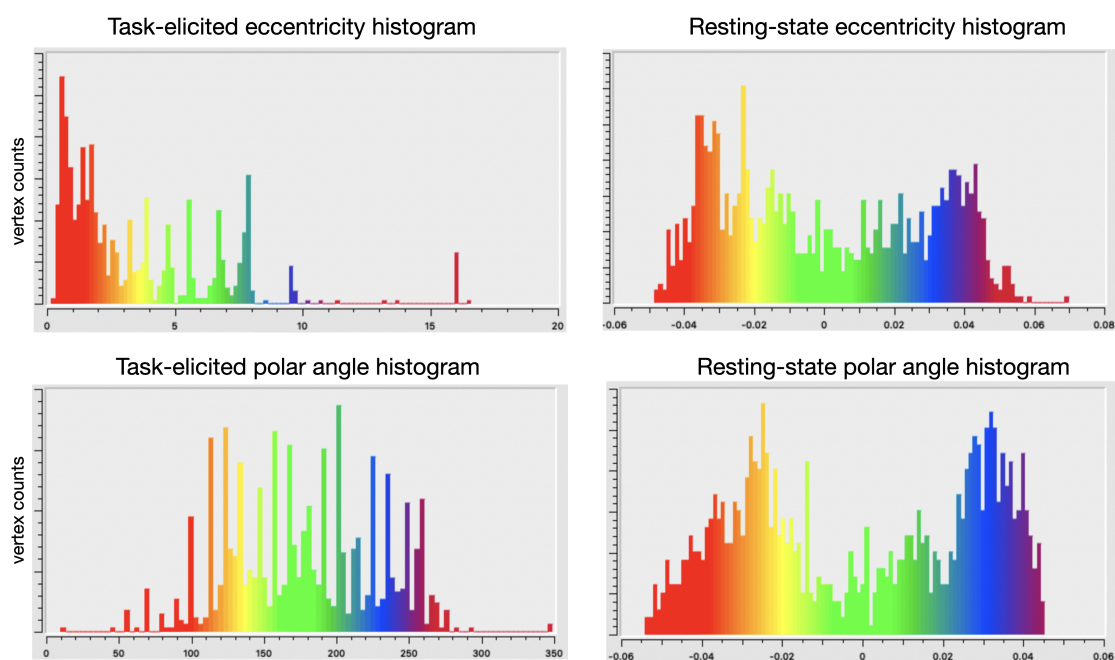 Task-elicited eccentricity histogram
Resting-state eccentricity histogram
vertex counts
0 5 10 15 20
-0.06 -0.04 -0.02 0 0.02 0.04 0.06 0.08
Task-elicited polar angle histogram
Resting-state polar angle histogram
vertex counts
0 50 100 150 200 250 300 350
-0.06 -0.04 -0.02 0 0.02 0.04 0.06